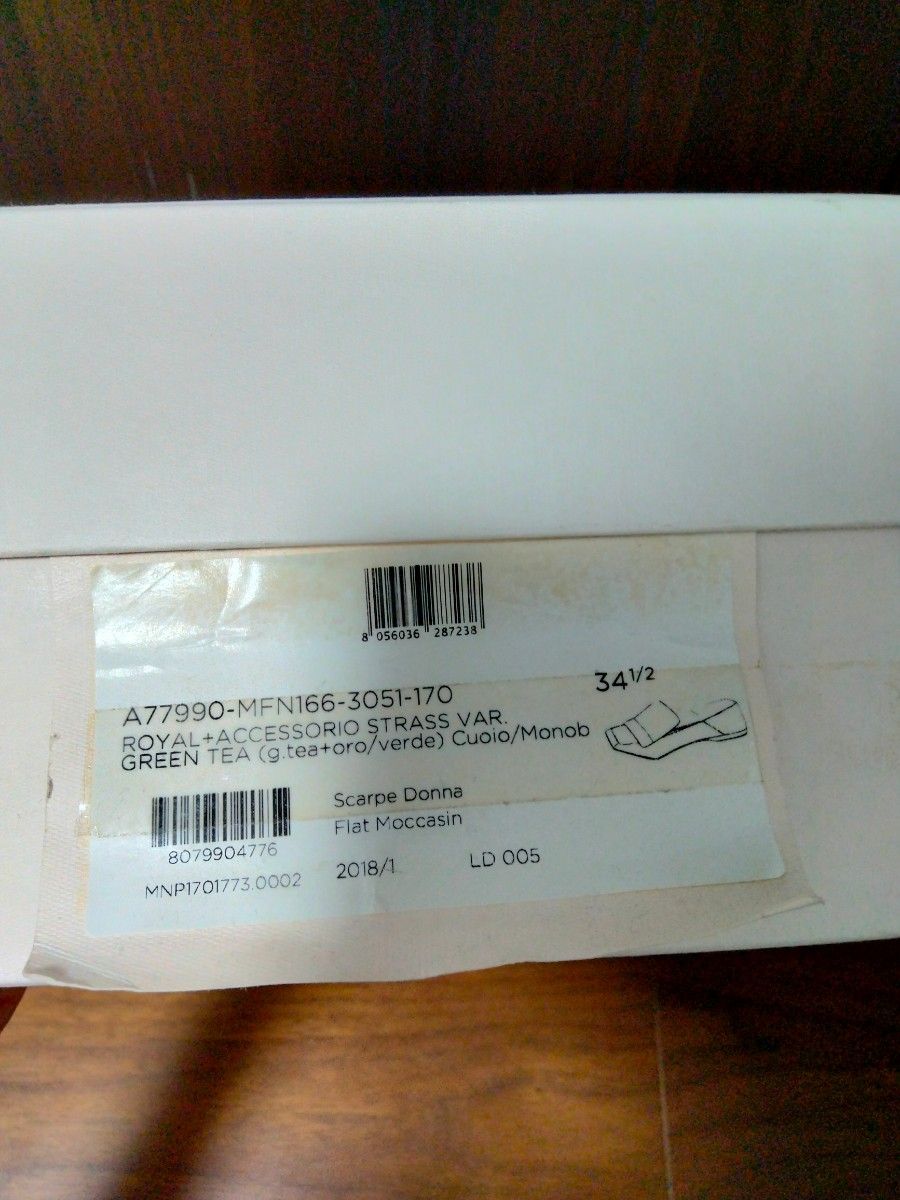 8 056036 287238
A77990-MFN166-3051-170
34 1/2
ROYAL+ACCESSORIO STRASS VAR.
GREEN TEA (g.tea+oro/verde) Cuoio/Monob
Scarpe Donna
Flat Moccasin
8079904776
MNP1701773.0002
2018/1
LD 005